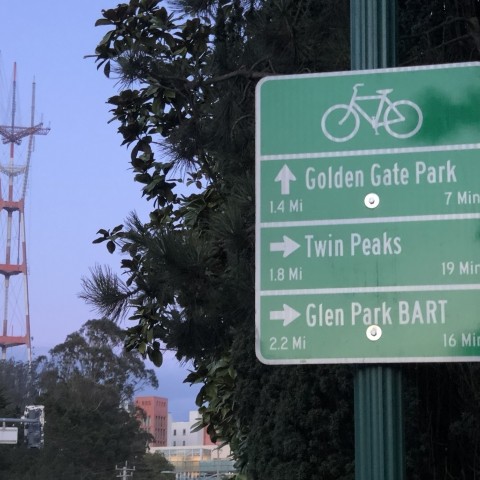 Golden Gate Park
1.4 Mi 7 Min
Twin Peaks
1.8 Mi 19 Min
Glen Park BART
2.2 Mi 16 Min